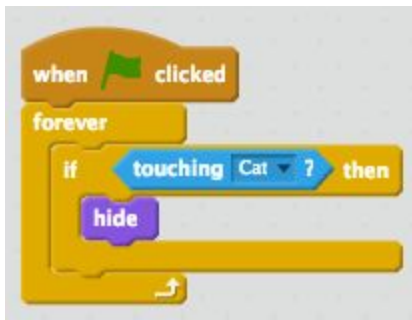 when clicked
forever
if touching Cat ? then
hide